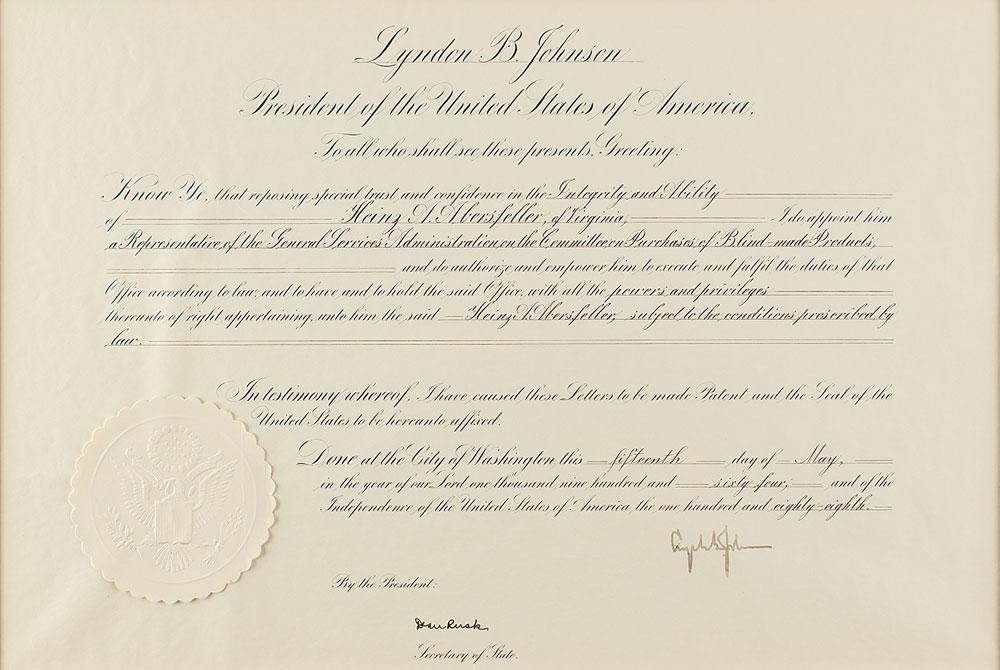 Lyndon B. Johnson
President of the United States of America.
To all who shall see these presents, Greeting:
Know Ye, that reposing special trust and confidence in the Integrity and Ability
of Heinz A. Abersfeller, of Virginia, I do appoint him
a Representative of the General Services Administration on the Committee on Purchases of Blind-made Products,
and do authorize and empower him to execute and fulfil the duties of that
Office according to law, and to have and to hold the said Office, with all the powers and privileges
thereunto of right appertaining, unto him the said Heinz A. Abersfeller, subject to the conditions prescribed by
law.
In testimony whereof, I have caused these Letters to be made Patent and the Seal of the
United States to be hereunto affixed.
Done at the City of Washington this fifteenth day of May,
in the year of our Lord one thousand nine hundred and sixty-four, and of the
Independence of the United States of America the one hundred and eighty-eighth.
Lyndon B. Johnson
By the President:
Dean Rusk
Secretary of State.